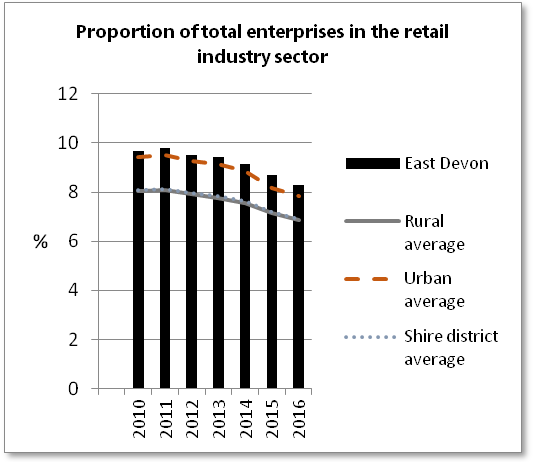 Proportion of total enterprises in the retail
industry sector
12
10
8
6
4
2
0
%
2010
2011
2012
2013
2014
2015
2016
East Devon
Rural
average
Urban
average
Shire district
average